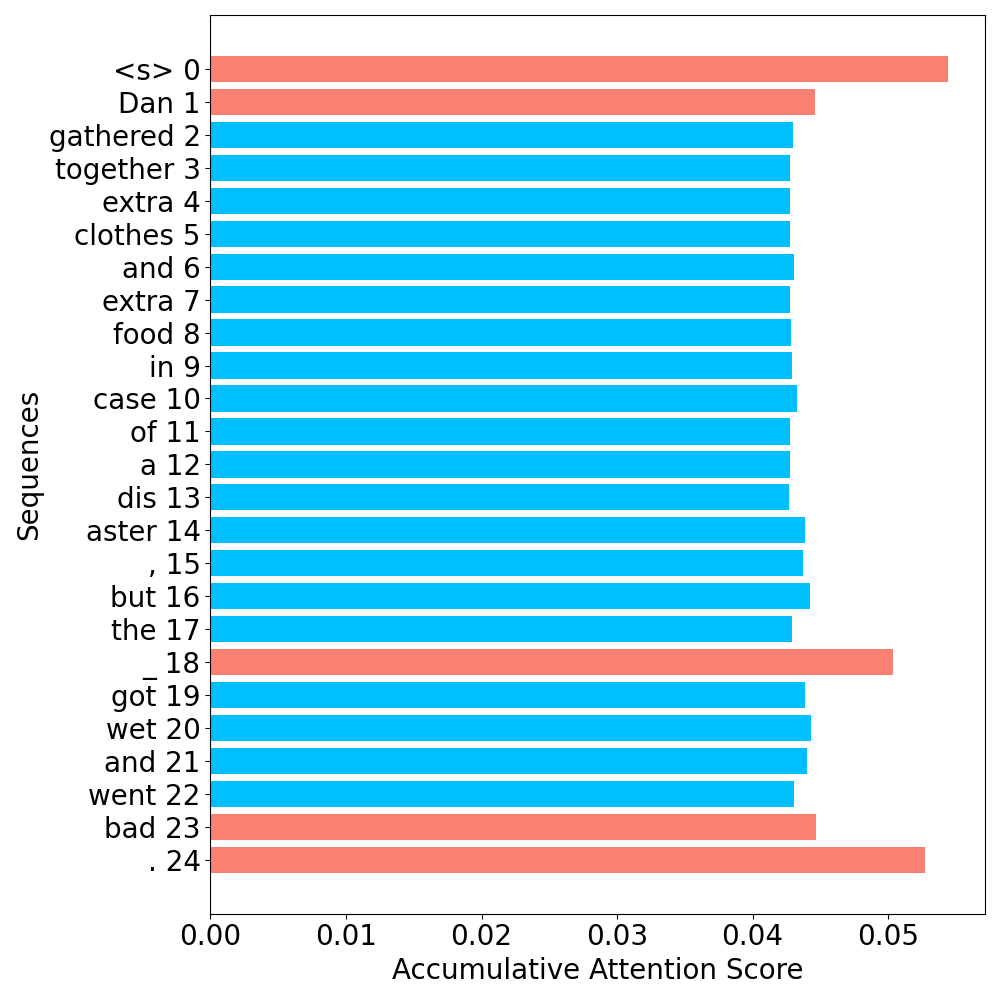 <s> 0
Dan 1
gathered 2
together 3
extra 4
clothes 5
and 6
extra 7
food 8
in 9
case 10
of 11
a 12
dis 13
aster 14
, 15
but 16
the 17
_ 18
got 19
wet 20
and 21
went 22
bad 23
. 24
Sequences
0.00 0.01 0.02 0.03 0.04 0.05
Accumulative Attention Score